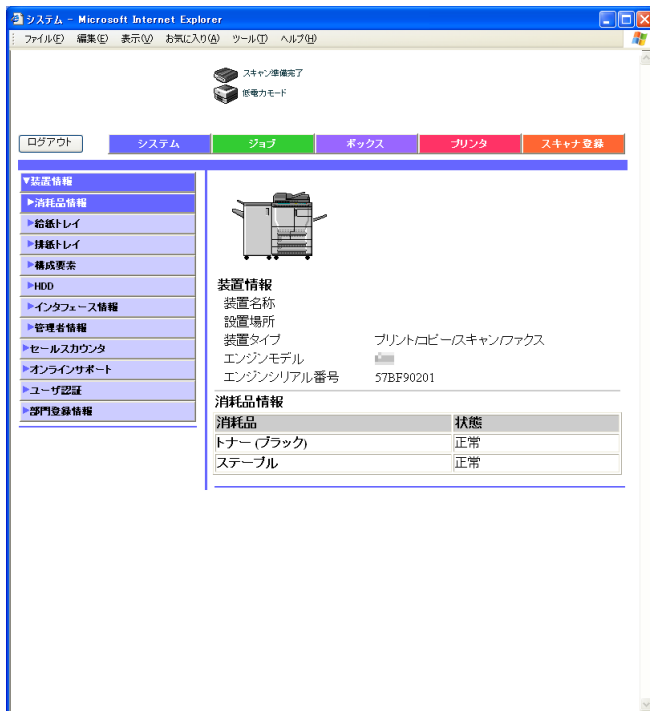 システム - Microsoft Internet Explorer
ファイル(F) 編集(E) 表示(V) お気に入り(A) ツール(T) ヘルプ(H)
スキャン準備完了
低電力モード
ログアウト システム ジョブ ボックス プリンタ スキャナ登録
▼装置情報
▶消耗品情報
▶給紙トレイ
▶排紙トレイ
▶構成要素
▶HDD
▶インタフェース情報
▶管理者情報
▶セールスカウンタ
▶オンラインサポート
▶ユーザ認証
▶部門登録情報
装置情報
装置名称
設置場所
装置タイプ プリント/コピー/スキャン/ファクス
エンジンモデル
エンジンシリアル番号 57BF90201
消耗品情報
消耗品 状態
トナー (ブラック) 正常
ステープル 正常